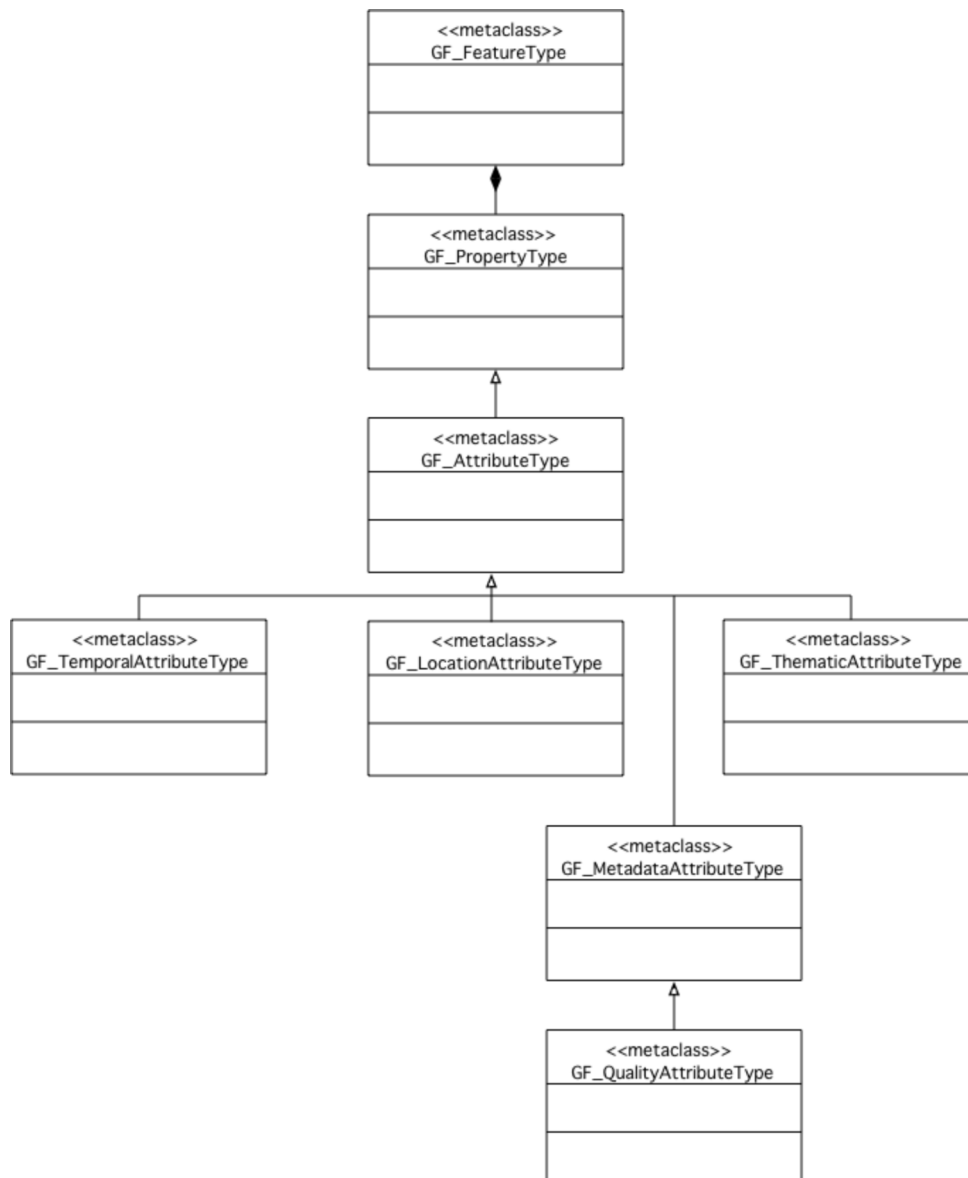 <<metaclass>>
GF_FeatureType
<<metaclass>>
GF_PropertyType
<<metaclass>>
GF_AttributeType
<<metaclass>>
GF_TemporalAttributeType
<<metaclass>>
GF_LocationAttributeType
<<metaclass>>
GF_ThematicAttributeType
<<metaclass>>
GF_MetadataAttributeType
<<metaclass>>
GF_QualityAttributeType